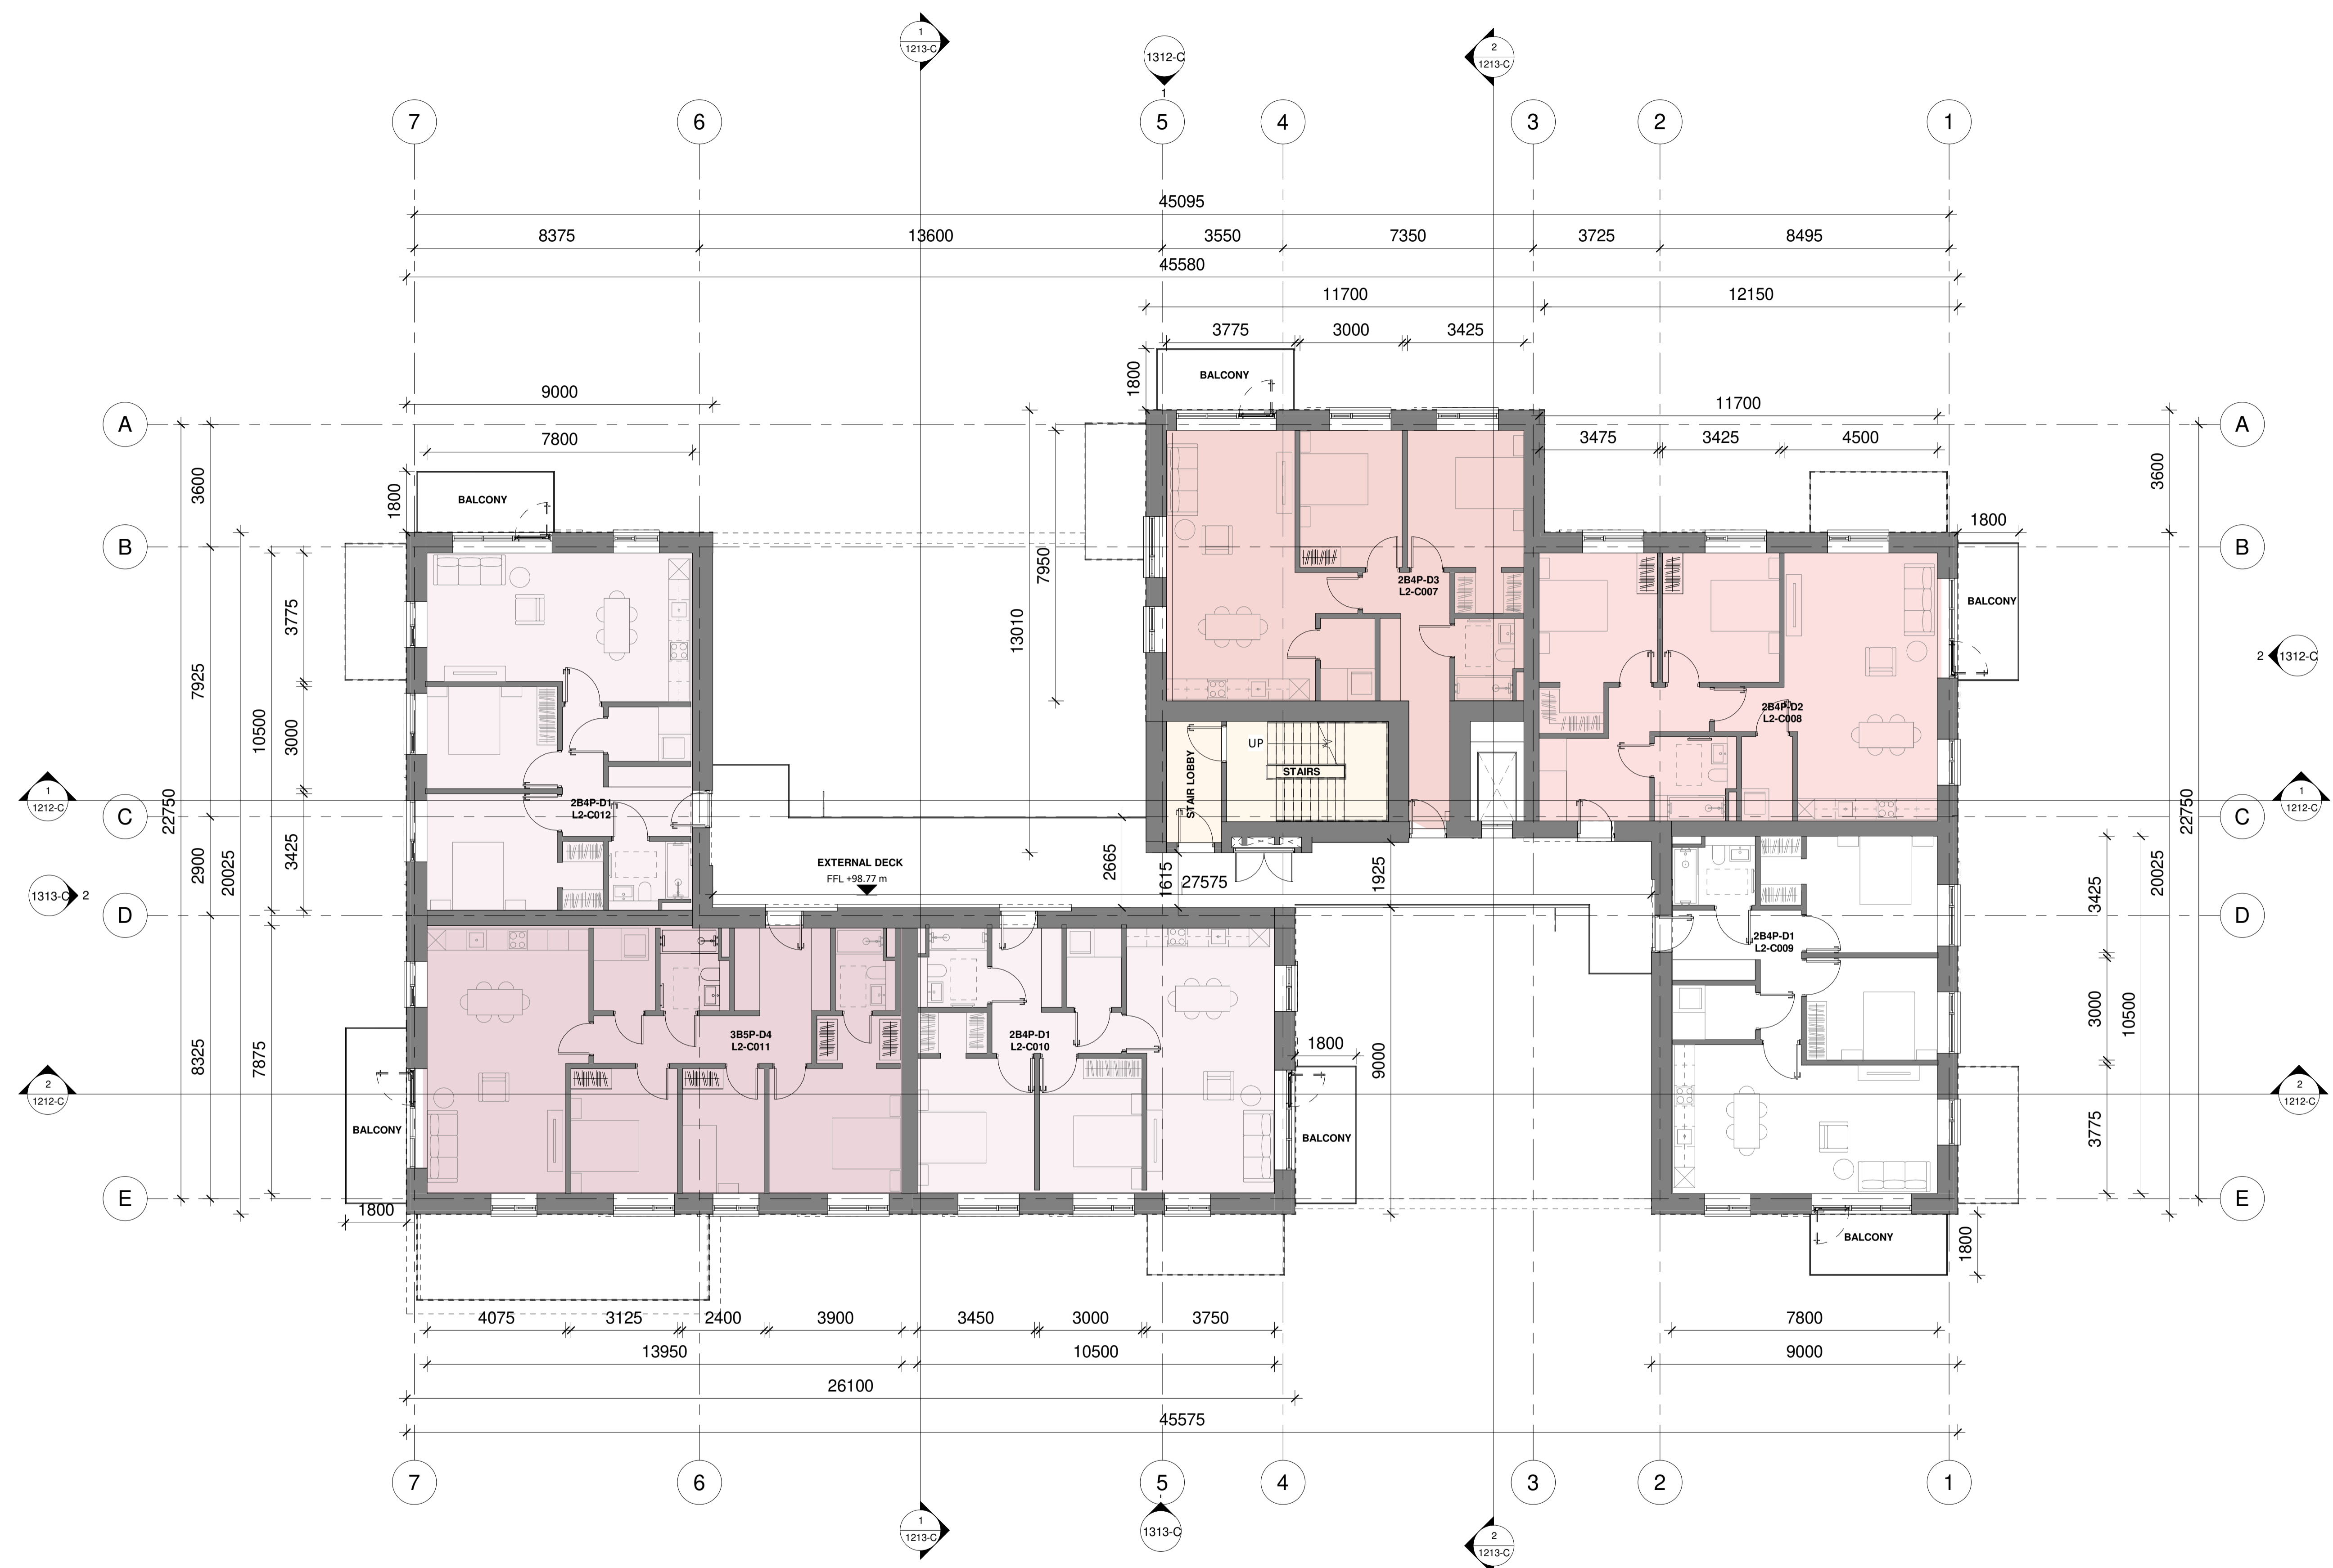 1
1213-C
1312-C
1
2
1213-C
7
6
5
4
3
2
1
45095
8375
13600
3550
7350
3725
8495
45580
11700
12150
3775
3000
3425
1800
BALCONY
9000
11700
A
A
7800
3475
3425
4500
3600
1800
BALCONY
3600
1800
B
B
7950
2B4P-D3
L2-C007
BALCONY
3775
13010
7925
10500
2 1312-C
2B4P-D2
L2-C008
3000
UP
STAIRS
STAIR LOBBY
1
1212-C
22750
2B4P-D1
L2-C012
1
1212-C
C
C
22750
3425
2900
20025
EXTERNAL DECK
FFL +98.77 m
2665
1615
27575
1925
20025
3425
1313-C 2
D
D
2B4P-D1
L2-C009
3B5P-D4
L2-C011
2B4P-D1
L2-C010
8325
7875
1800
9000
3000
10500
2
1212-C
2
1212-C
BALCONY
BALCONY
3775
E
E
1800
BALCONY
1800
4075
3125
2400
3900
3450
3000
3750
7800
13950
10500
9000
26100
45575
7
6
5
4
3
2
1
1
1213-C
1313-C
2
1213-C